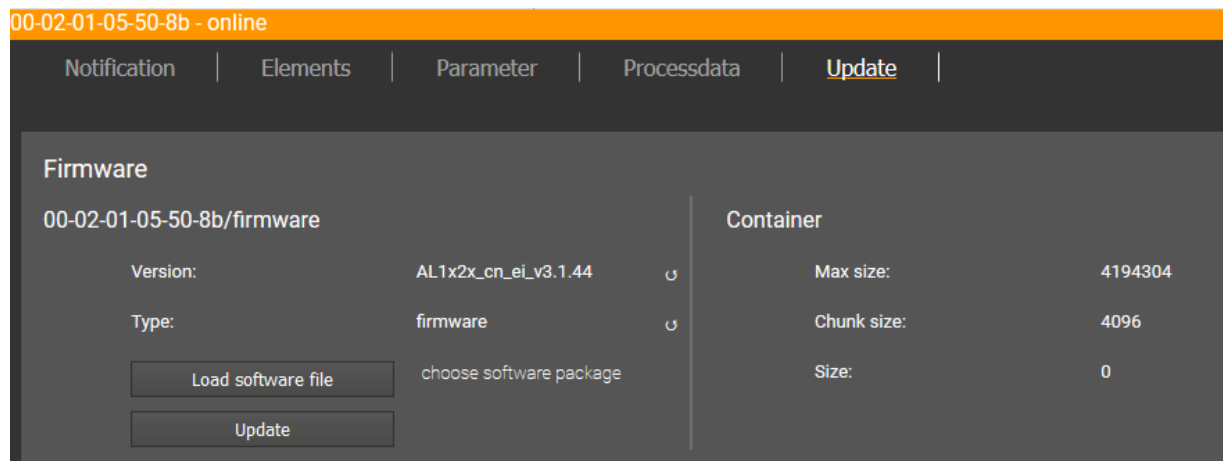 00-02-01-05-50-8b - online
Notification | Elements | Parameter | Processdata | Update |
Firmware
00-02-01-05-50-8b/firmware
Version: AL1x2x_cn_ei_v3.1.44 ↺
Type: firmware ↺
Load software file choose software package
Update
Container
Max size: 4194304
Chunk size: 4096
Size: 0